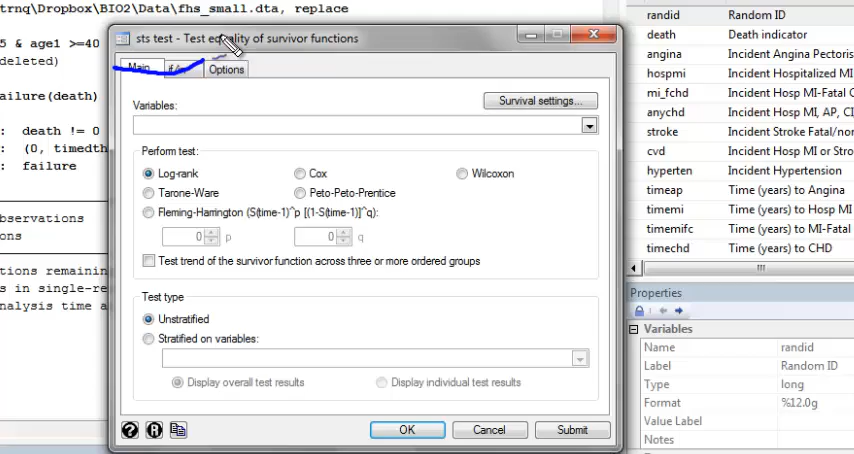 trnq\Dropbox\BIO2\Data\fhs_small.dta, replace
5 & age1 >=40
deleted)
ailure(death)
: death != 0
: (0, timedth
: failure
bservations
ons
tions remainin
s in single-re
nalysis time a
sts test - Test equality of survivor functions
Main if/in Options
Survival settings...
Variables:
Perform test:
Log-rank Cox Wilcoxon
Tarone-Ware Peto-Peto-Prentice
Fleming-Harrington (S(time-1)^p [(1-S(time-1)]^q):
0 p 0 q
Test trend of the survivor function across three or more ordered groups
Test type
Unstratified
Stratified on variables:
Display overall test results Display individual test results
OK Cancel Submit
randid Random ID
death Death indicator
angina Incident Angina Pectoris
hospmi Incident Hospitalized MI
mi_fchd Incident Hosp MI-Fatal C
anychd Incident Hosp MI, AP, CI
stroke Incident Stroke Fatal/non
cvd Incident Hosp MI or Stro
hyperten Incident Hypertension
timeap Time (years) to Angina
timemi Time (years) to Hosp MI
timemifc Time (years) to MI-Fatal
timechd Time (years) to CHD
Properties
Variables
Name randid
Label Random ID
Type long
Format %12.0g
Value Label
Notes